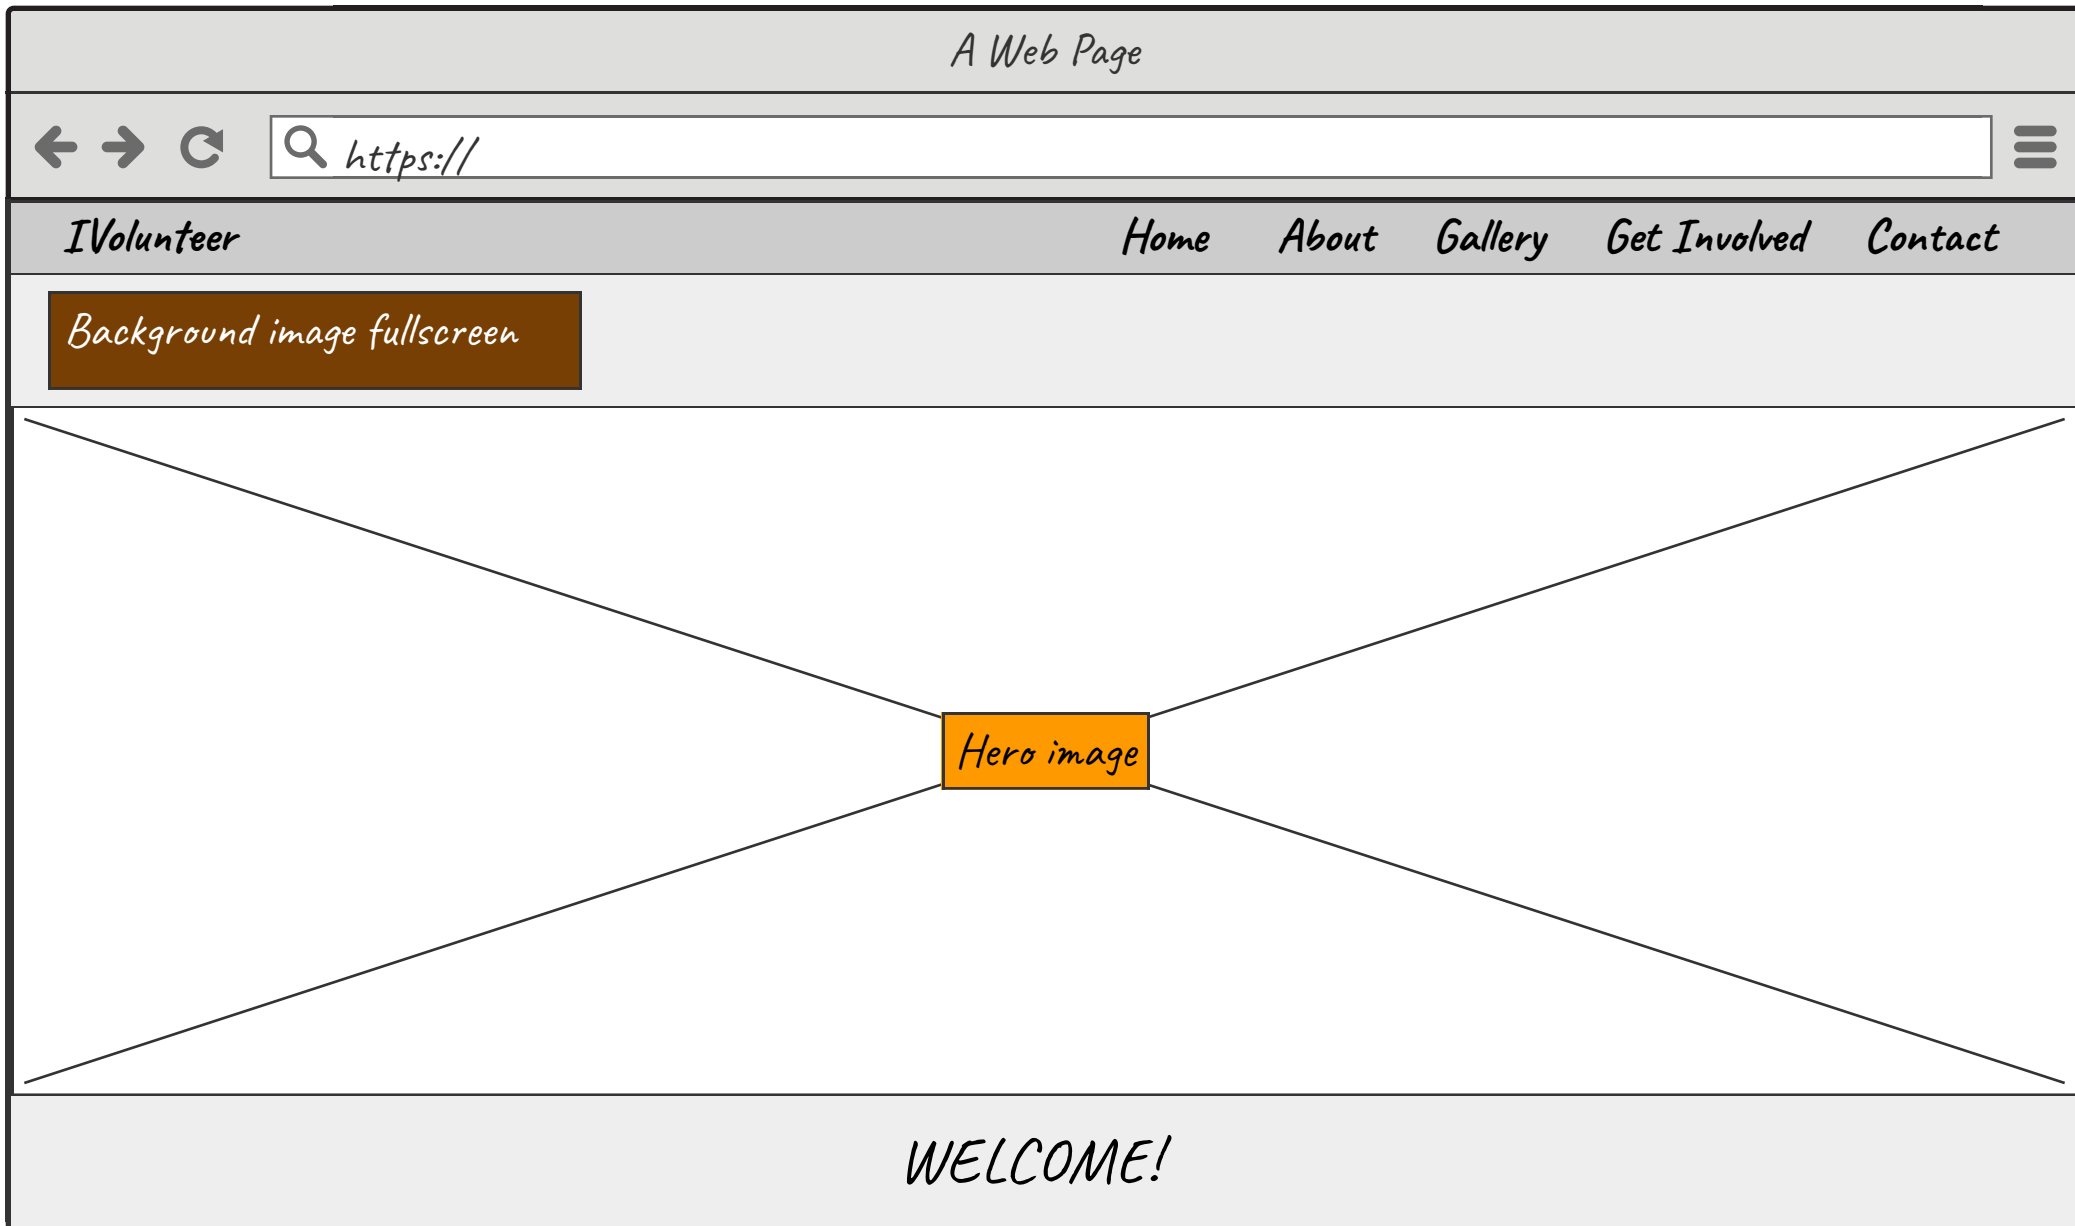 A Web Page
https://
IVolunteer Home About Gallery Get Involved Contact
Background image fullscreen
Hero image
WELCOME!